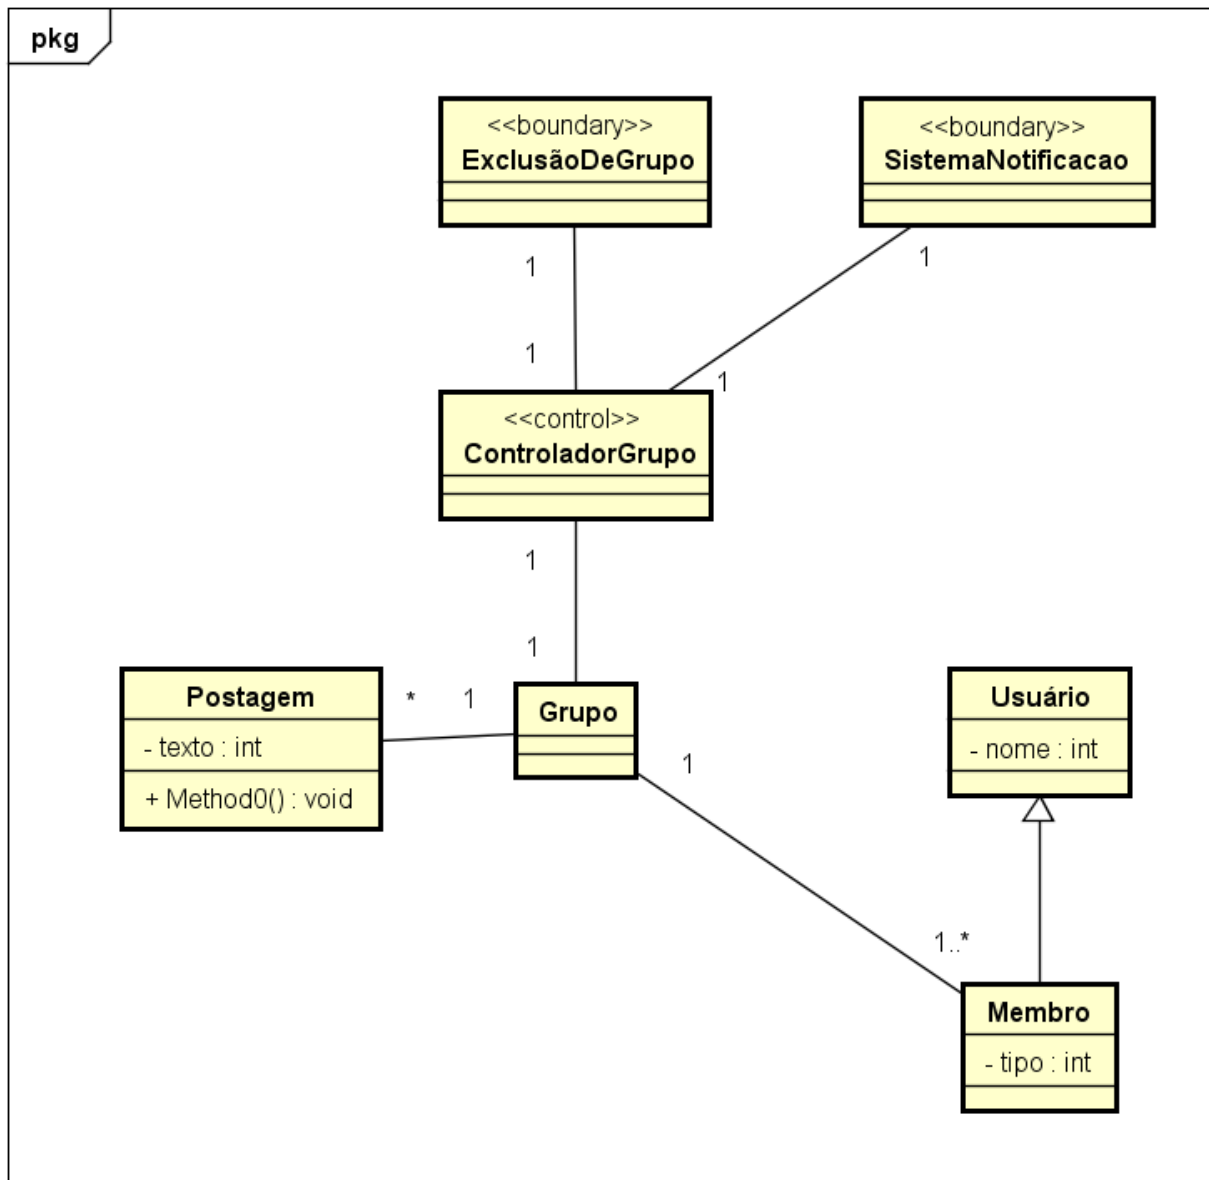 pkg
<<boundary>>
ExclusãoDeGrupo
<<boundary>>
SistemaNotificacao
1
1
1
1
<<control>>
ControladorGrupo
1
1
Postagem
- texto : int
+ Method0() : void
*
1
Grupo
1
Usuário
- nome : int
1..*
Membro
- tipo : int